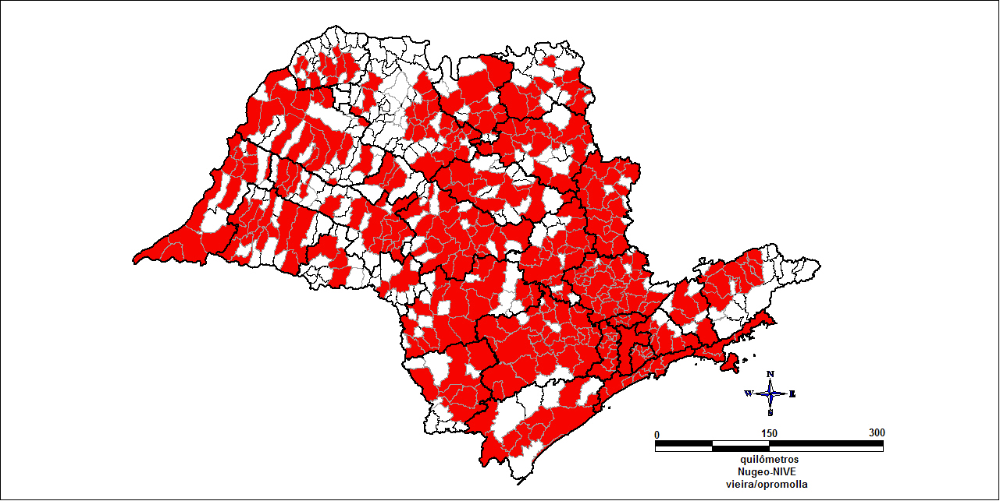 N
W E
S
0 150 300
quilômetros
Nugeo-NIVE
vieira/opromolla